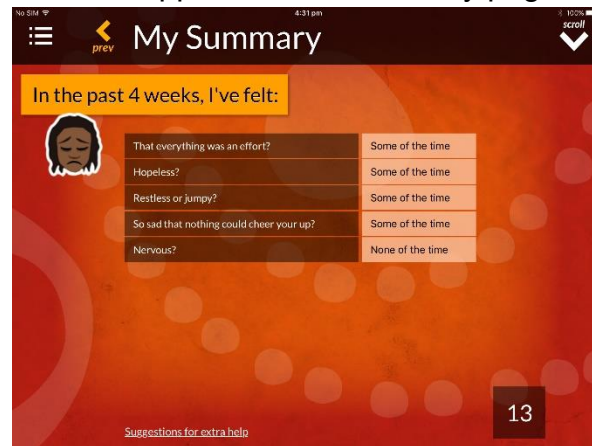 No SIM 4:31 pm 100%
prev My Summary scroll
In the past 4 weeks, I've felt:
That everything was an effort? Some of the time
Hopeless? Some of the time
Restless or jumpy? Some of the time
So sad that nothing could cheer your up? Some of the time
Nervous? None of the time
13
Suggestions for extra help